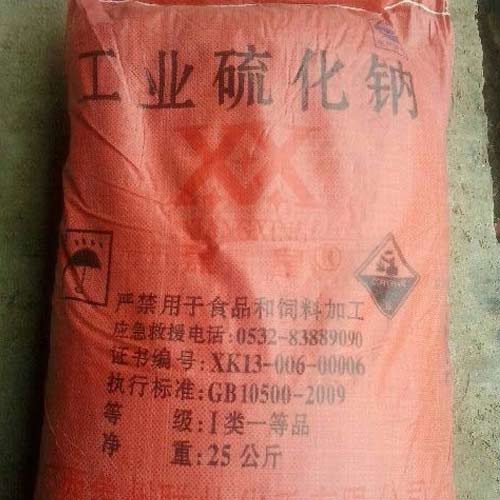 工业硫化钠
严禁用于食品和饲料加工
应急救援电话:0532-83889090
证书编号:XK13-006-00006
执行标准:GB10500-2009
等级:I类一等品
净重:25公斤